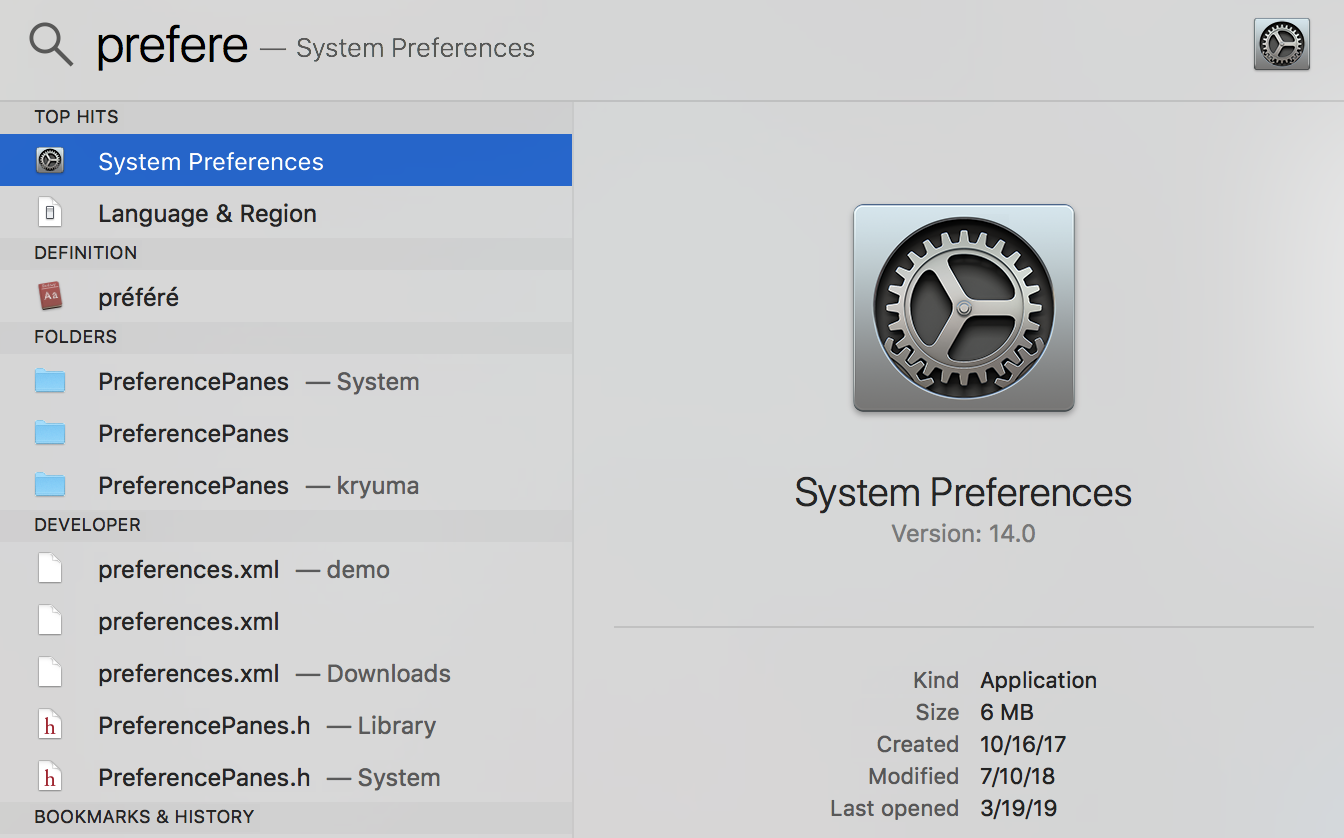 prefere — System Preferences
TOP HITS
System Preferences
Language & Region
DEFINITION
préféré
FOLDERS
PreferencePanes — System
PreferencePanes
PreferencePanes — kryuma
DEVELOPER
preferences.xml — demo
preferences.xml
preferences.xml — Downloads
h PreferencePanes.h — Library
h PreferencePanes.h — System
BOOKMARKS & HISTORY
System Preferences
Version: 14.0
Kind Application
Size 6 MB
Created 10/16/17
Modified 7/10/18
Last opened 3/19/19